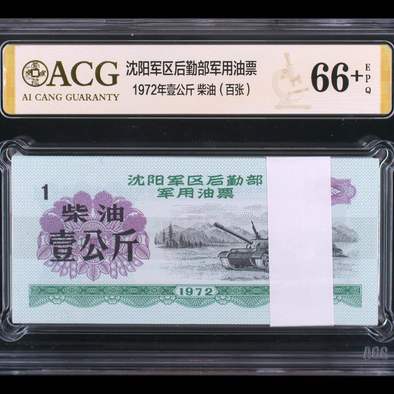 ACG
AI CANG GUARANTY
沈阳军区后勤部军用油票
1972年壹公斤 柴油（百张）
66+
EPQ
沈阳军区后勤部
军用油票
1
柴油
壹公斤
1972
ACG